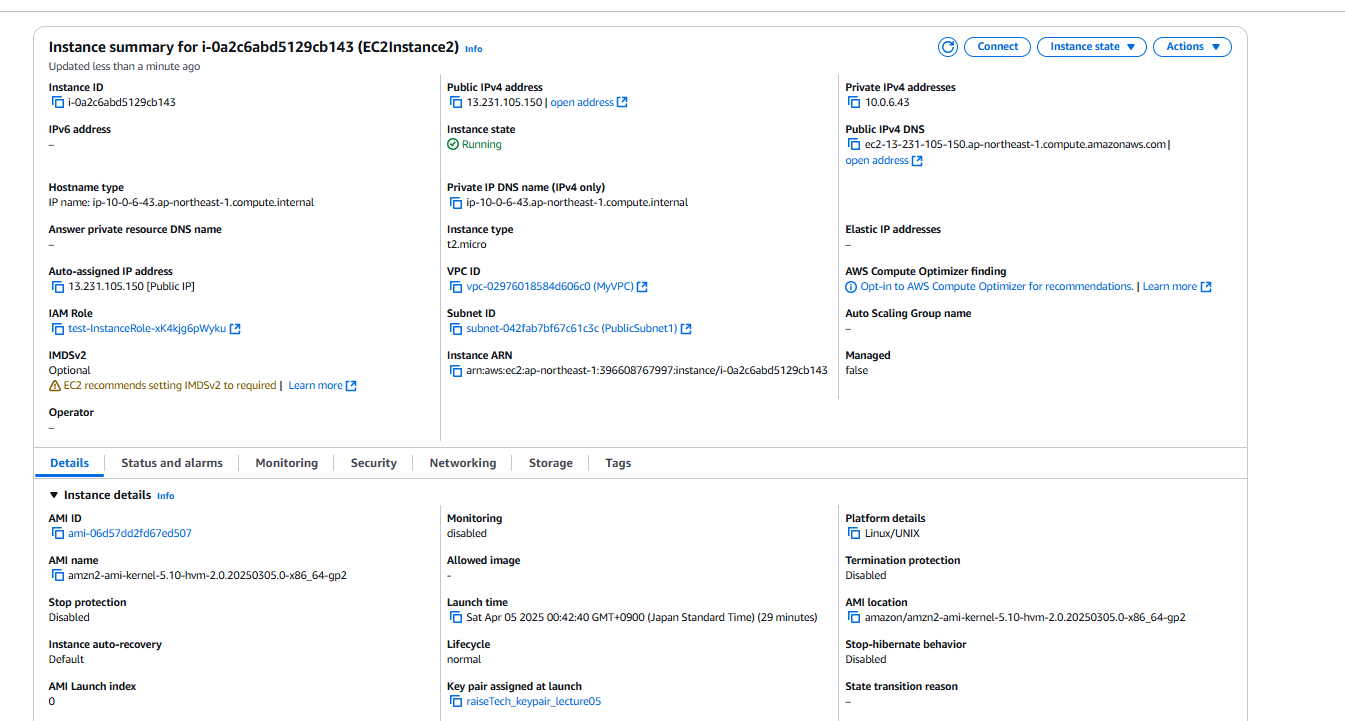 Instance summary for i-0a2c6abd5129cb143 (EC2Instance2) Info
Updated less than a minute ago
Connect
Instance state
Actions
Instance ID
i-0a2c6abd5129cb143
Public IPv4 address
13.231.105.150 | open address
Private IPv4 addresses
10.0.6.43
IPv6 address
–
Instance state
Running
Public IPv4 DNS
ec2-13-231-105-150.ap-northeast-1.compute.amazonaws.com |
open address
Hostname type
IP name: ip-10-0-6-43.ap-northeast-1.compute.internal
Private IP DNS name (IPv4 only)
ip-10-0-6-43.ap-northeast-1.compute.internal
Answer private resource DNS name
–
Instance type
t2.micro
Elastic IP addresses
–
Auto-assigned IP address
13.231.105.150 [Public IP]
VPC ID
vpc-02976018584d606c0 (MyVPC)
AWS Compute Optimizer finding
Opt-in to AWS Compute Optimizer for recommendations. | Learn more
IAM Role
test-InstanceRole-xK4kjg6pWyku
Subnet ID
subnet-042fab7bf67c61c3c (PublicSubnet1)
Auto Scaling Group name
–
IMDSv2
Optional
EC2 recommends setting IMDSv2 to required | Learn more
Instance ARN
arn:aws:ec2:ap-northeast-1:396608767997:instance/i-0a2c6abd5129cb143
Managed
false
Operator
–
Details
Status and alarms
Monitoring
Security
Networking
Storage
Tags
Instance details Info
AMI ID
ami-06d57dd2fd67ed507
Monitoring
disabled
Platform details
Linux/UNIX
AMI name
amzn2-ami-kernel-5.10-hvm-2.0.20250305.0-x86_64-gp2
Allowed image
-
Termination protection
Disabled
Stop protection
Disabled
Launch time
Sat Apr 05 2025 00:42:40 GMT+0900 (Japan Standard Time) (29 minutes)
AMI location
amazon/amzn2-ami-kernel-5.10-hvm-2.0.20250305.0-x86_64-gp2
Instance auto-recovery
Default
Lifecycle
normal
Stop-hibernate behavior
Disabled
AMI Launch index
0
Key pair assigned at launch
raiseTech_keypair_lecture05
State transition reason
–